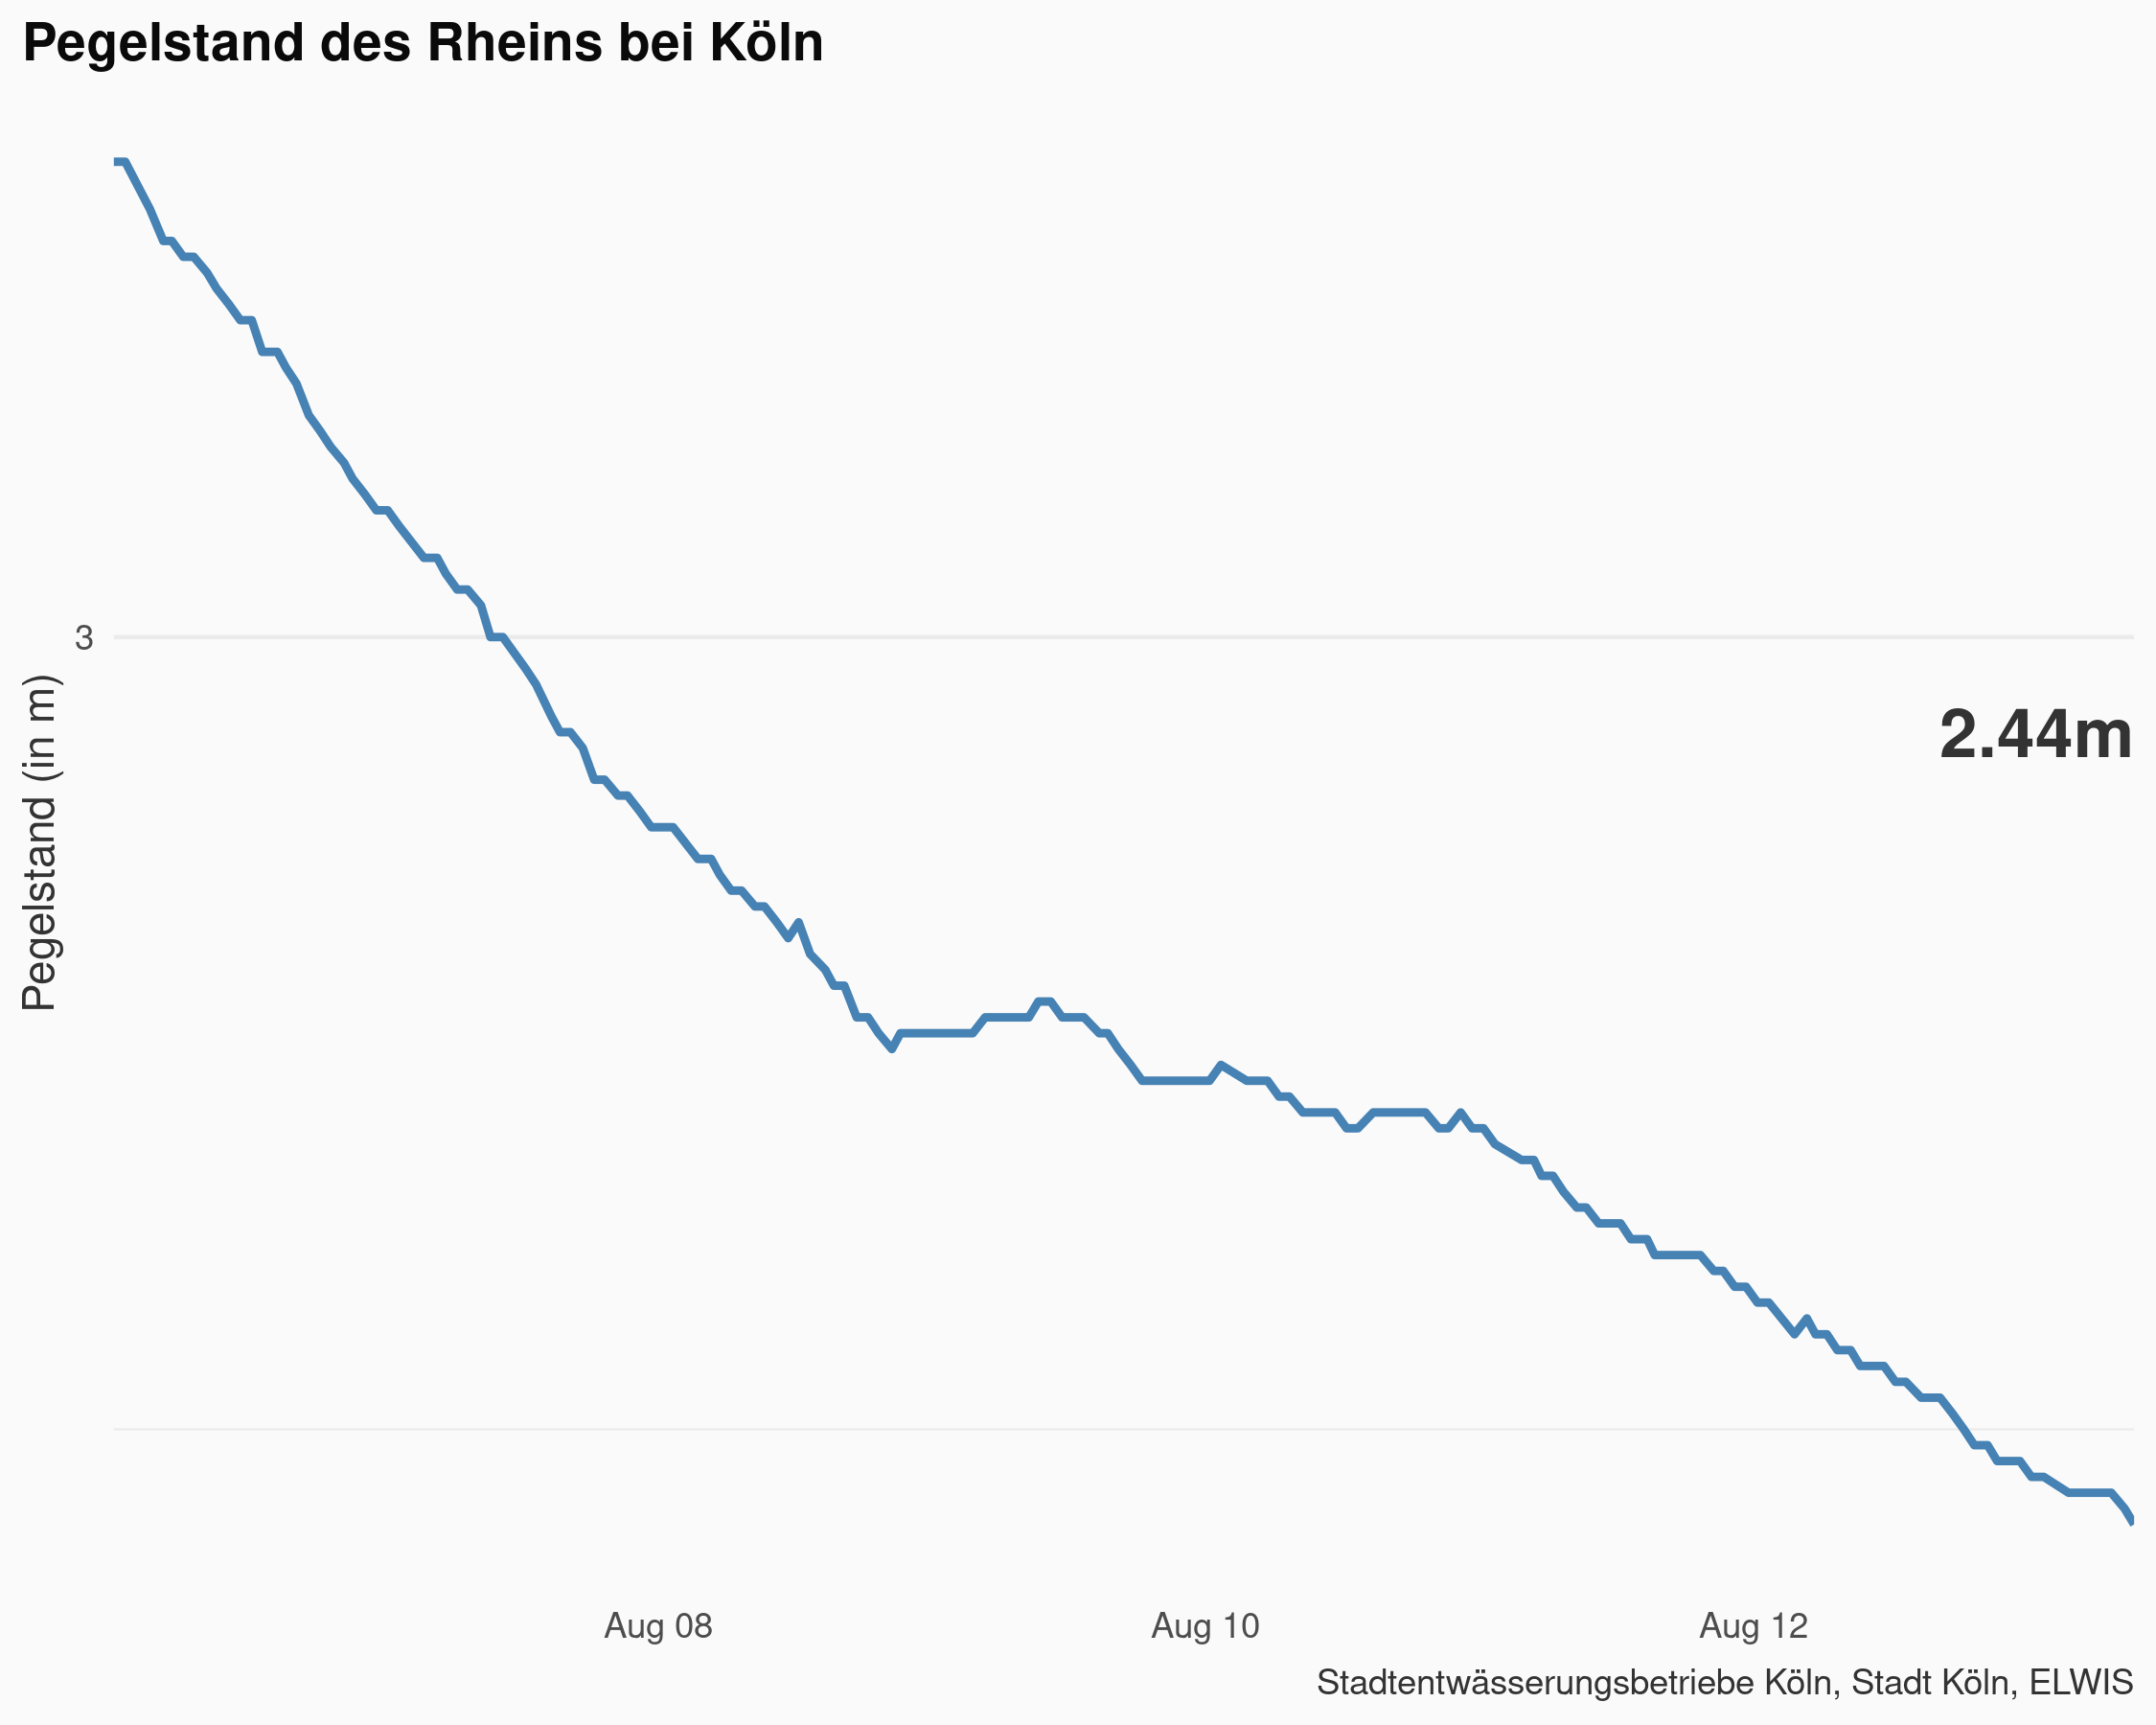 Pegelstand des Rheins bei Köln
3
Pegelstand (in m)
2.44m
Aug 08
Aug 10
Aug 12
Stadtentwässerungsbetriebe Köln, Stadt Köln, ELWIS